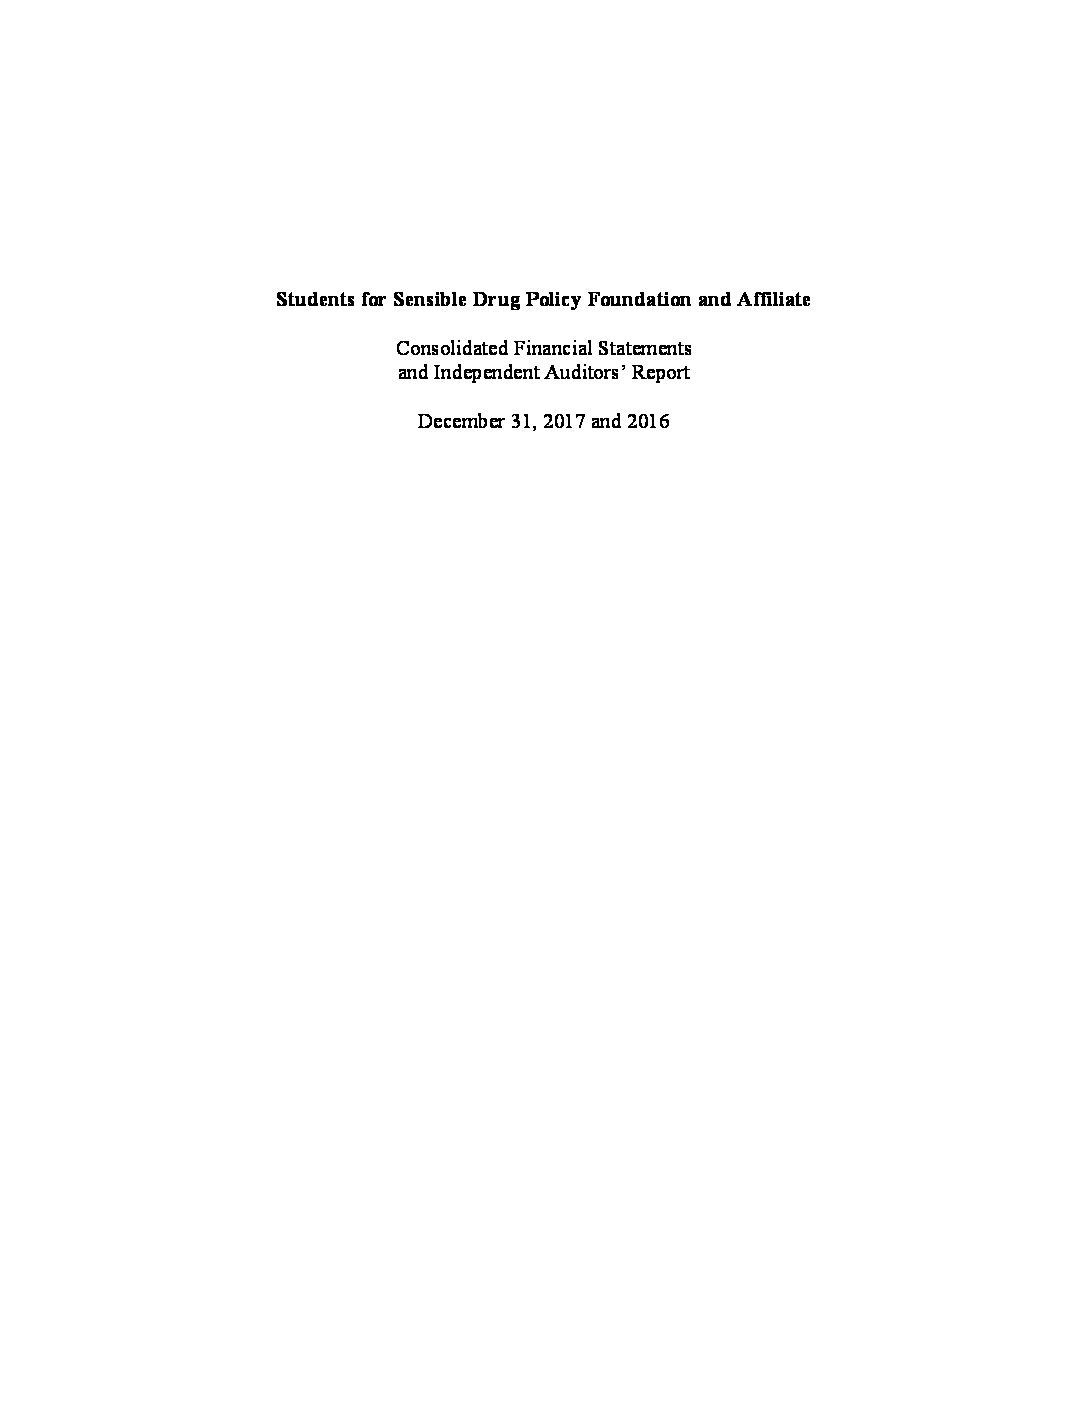 Students for Sensible Drug Policy Foundation and Affiliate
Consolidated Financial Statements
and Independent Auditors’ Report
December 31, 2017 and 2016